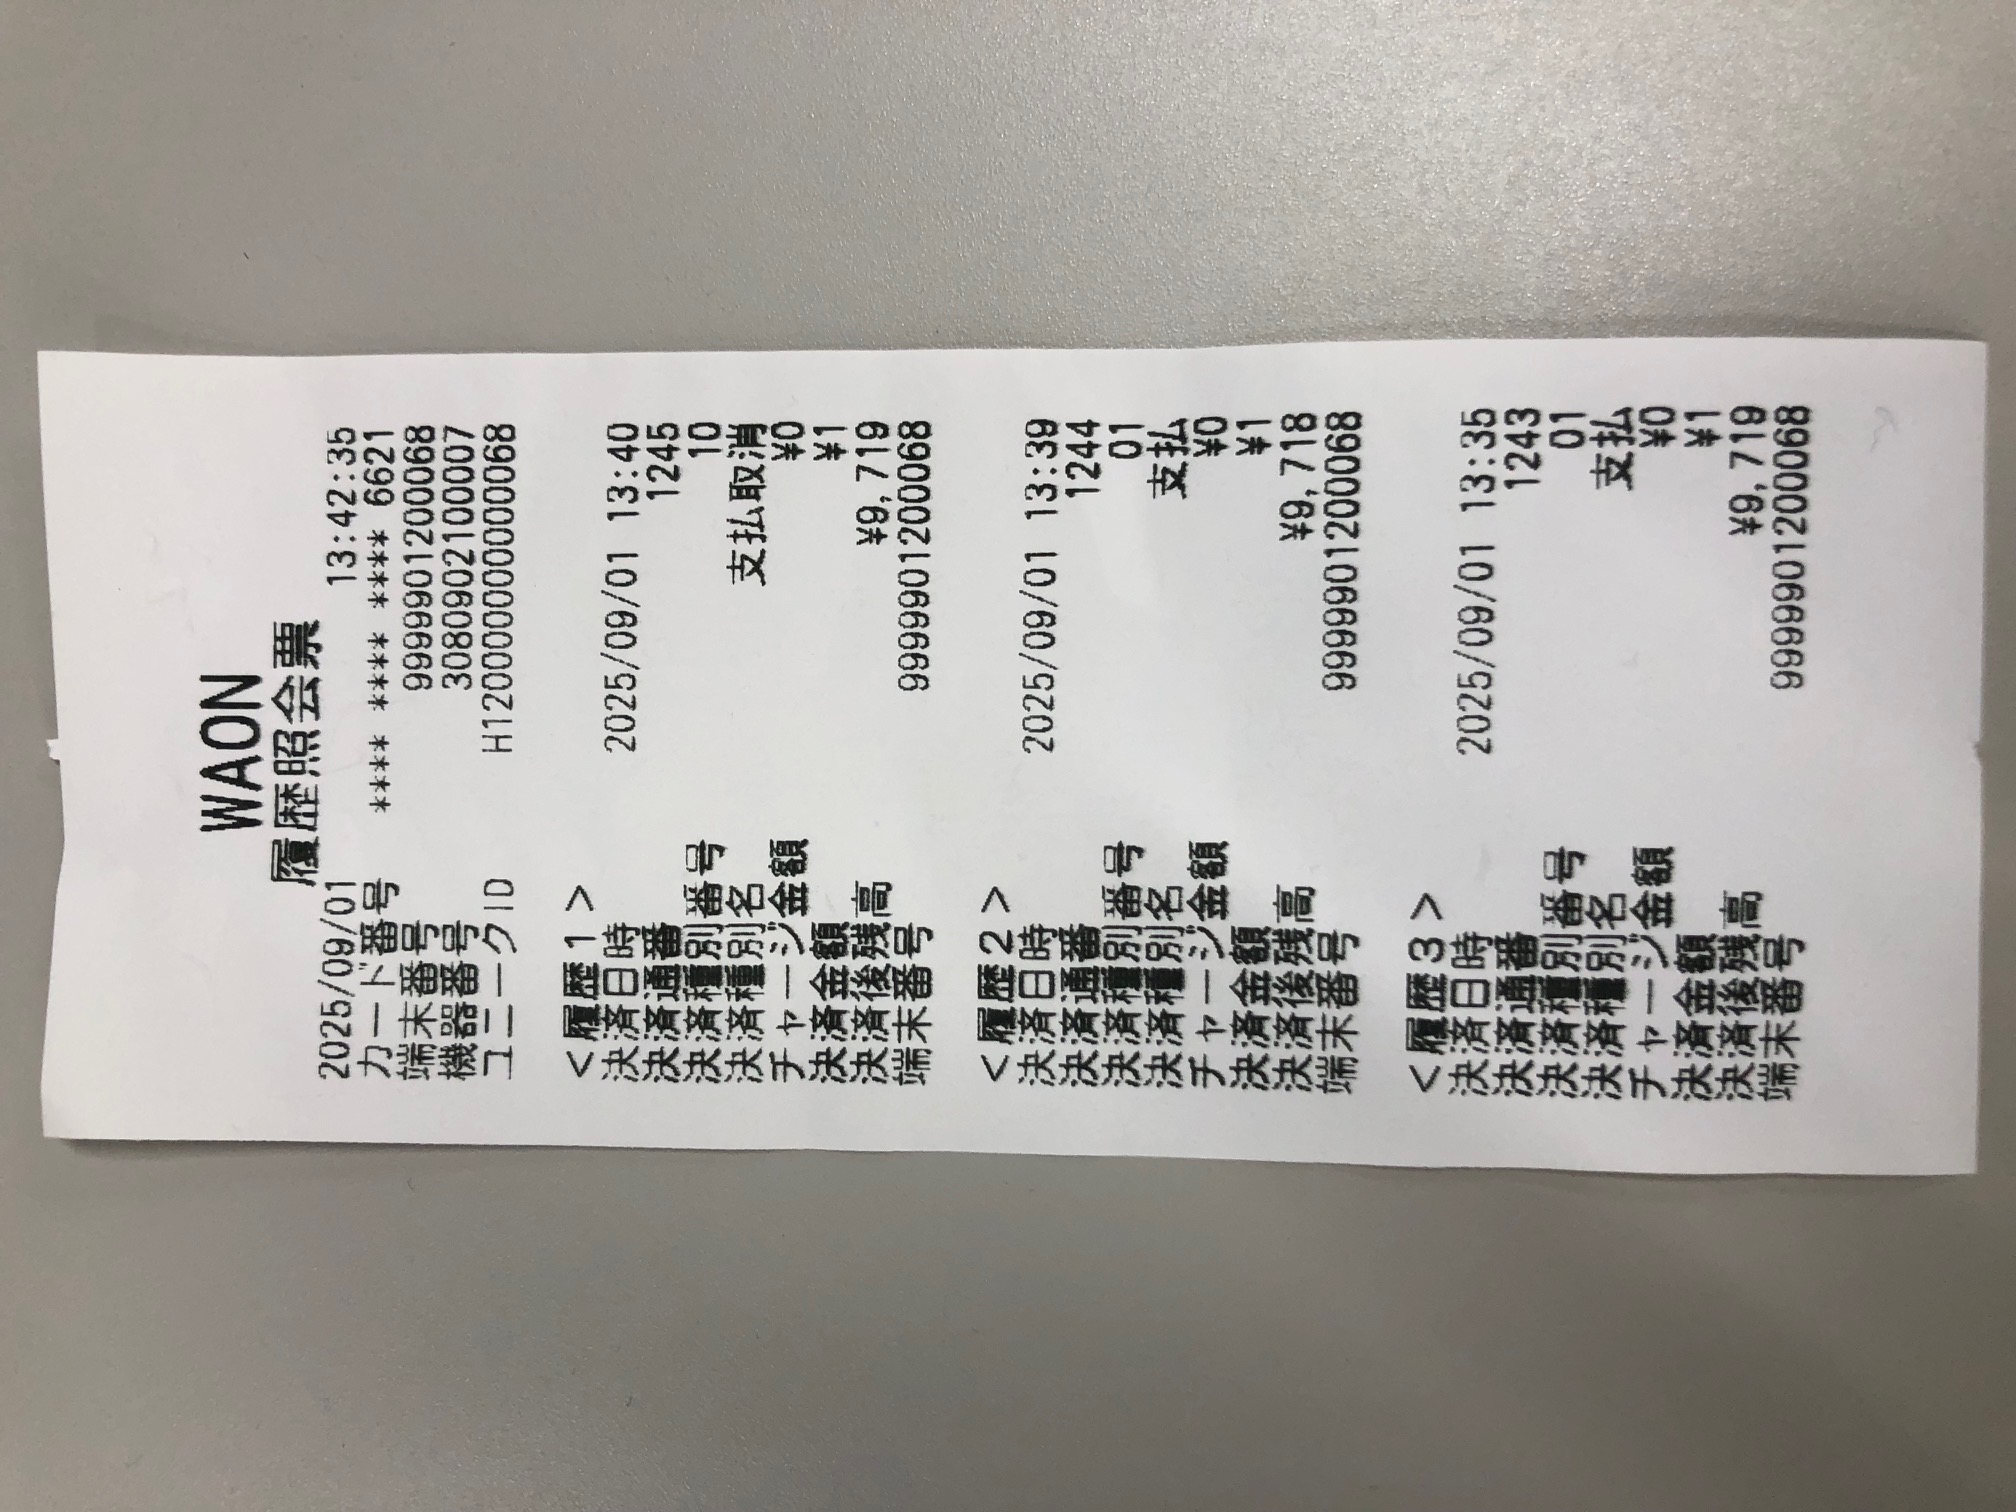 WAON
履歴照会票
2025/09/01 13:42:35
カード番号 **** **** **** 6621
端末番号 9999901200068
機器番号 3080902100007
ユニークID H120000000000068
＜履歴1＞
決済日時 2025/09/01 13:40
決済通番 1245
決済種別番号 10
決済種別名 支払取消
チャージ金額 ¥0
決済金額 ¥1
決済後残高 ¥9,719
端末番号 9999901200068
＜履歴2＞
決済日時 2025/09/01 13:39
決済通番 1244
決済種別番号 01
決済種別名 支払
チャージ金額 ¥0
決済金額 ¥1
決済後残高 ¥9,718
端末番号 9999901200068
＜履歴3＞
決済日時 2025/09/01 13:35
決済通番 1243
決済種別番号 01
決済種別名 支払
チャージ金額 ¥0
決済金額 ¥1
決済後残高 ¥9,719
端末番号 9999901200068